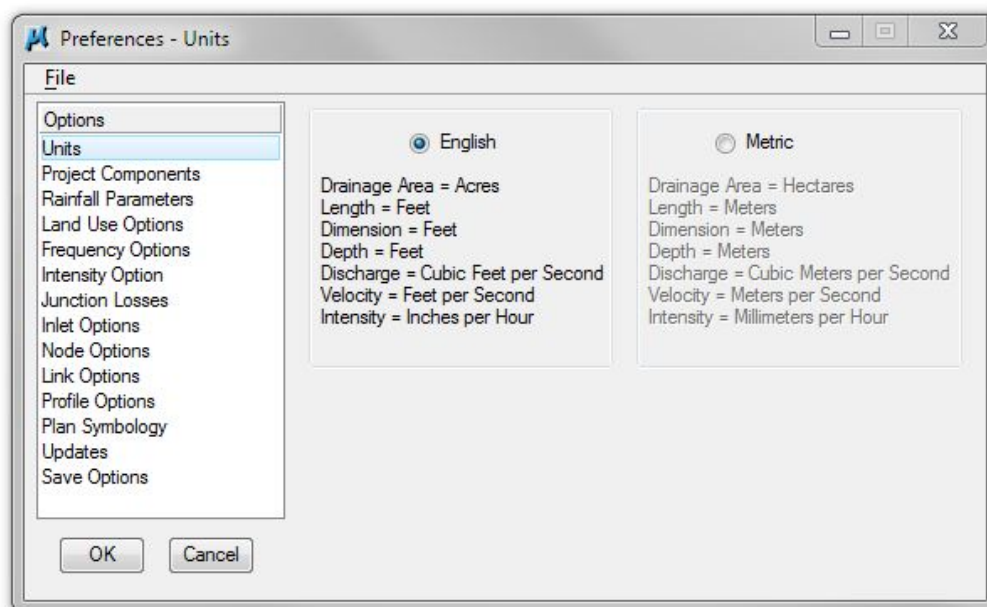 Preferences - Units
File
Options
Units
Project Components
Rainfall Parameters
Land Use Options
Frequency Options
Intensity Option
Junction Losses
Inlet Options
Node Options
Link Options
Profile Options
Plan Symbology
Updates
Save Options
English
Drainage Area = Acres
Length = Feet
Dimension = Feet
Depth = Feet
Discharge = Cubic Feet per Second
Velocity = Feet per Second
Intensity = Inches per Hour
Metric
Drainage Area = Hectares
Length = Meters
Dimension = Meters
Depth = Meters
Discharge = Cubic Meters per Second
Velocity = Meters per Second
Intensity = Millimeters per Hour
OK
Cancel